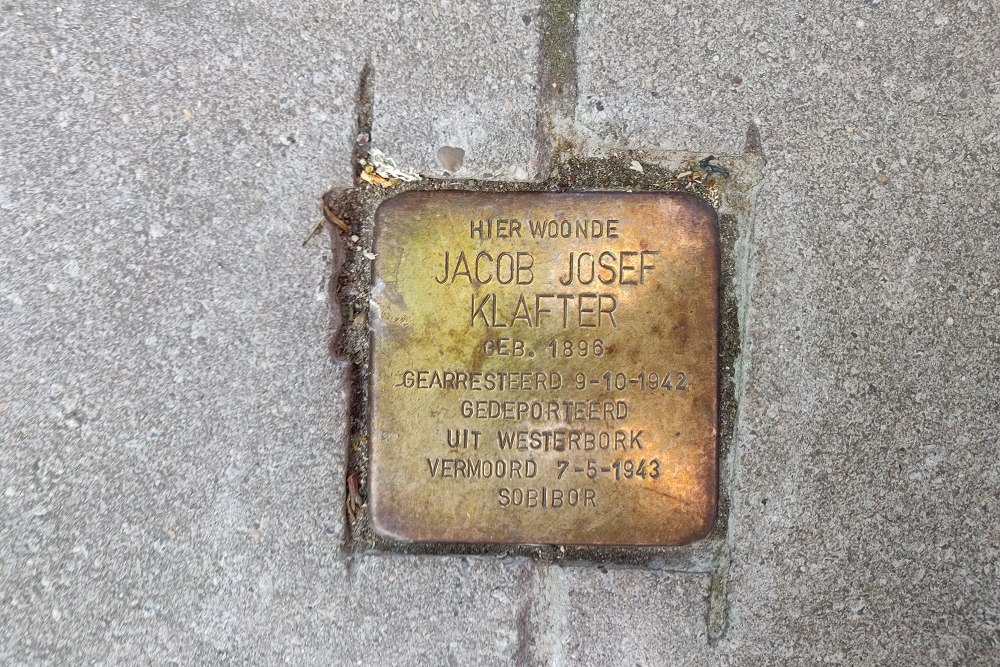 HIER WOONDE
JACOB JOSEF
KLAFTER
GEB. 1896
GEARRESTEERD 9-10-1942
GEDEPORTEERD
UIT WESTERBORK
VERMOORD 7-5-1943
SOBIBOR